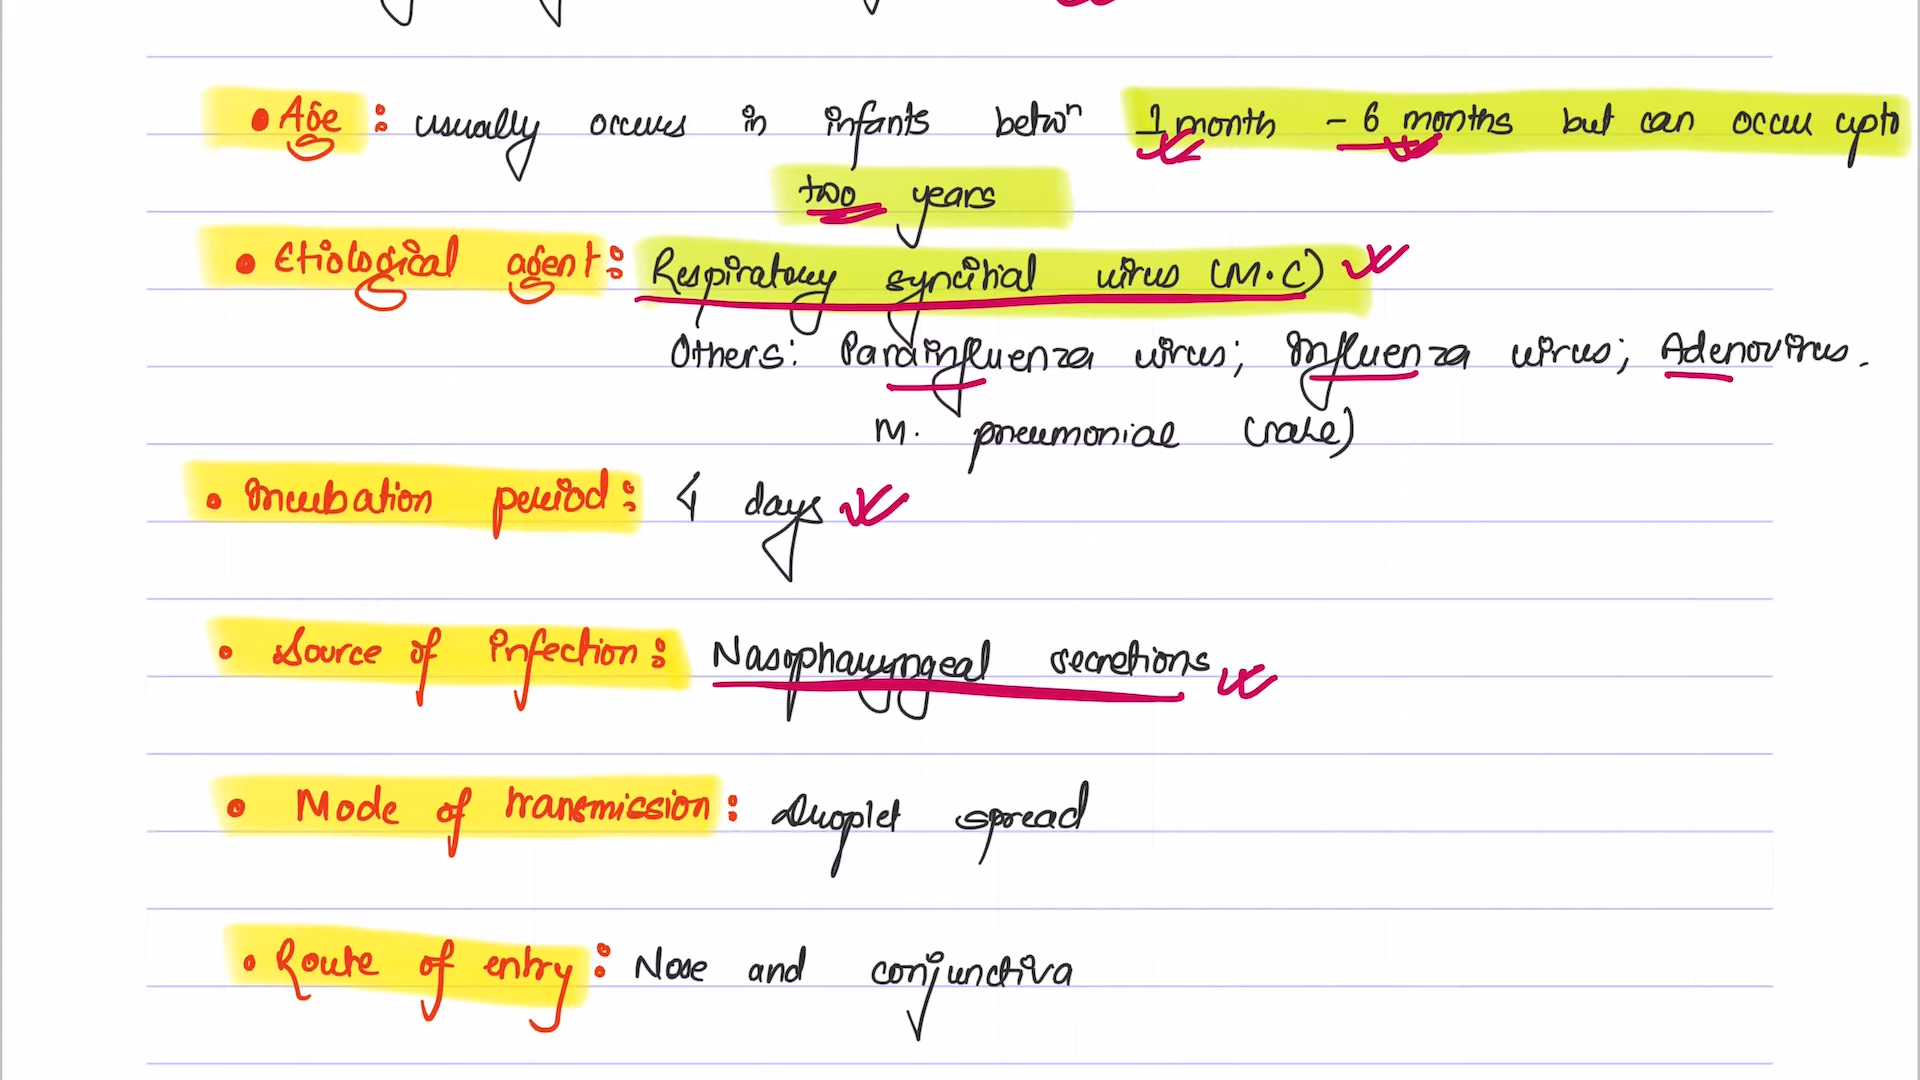 • Age : usually occurs in infants betwⁿ 1 month - 6 months but can occur upto
two years
• Etiological agent: Respiratory syncitial virus (M.C)
Others: Parainfluenza virus; Influenza virus; Adenovirus.
M. pneumoniae (rare)
• Incubation period: 4 days
• Source of infection: Nasopharyngeal secretions
• Mode of transmission: Droplet spread
• Route of entry: Nose and conjunctiva